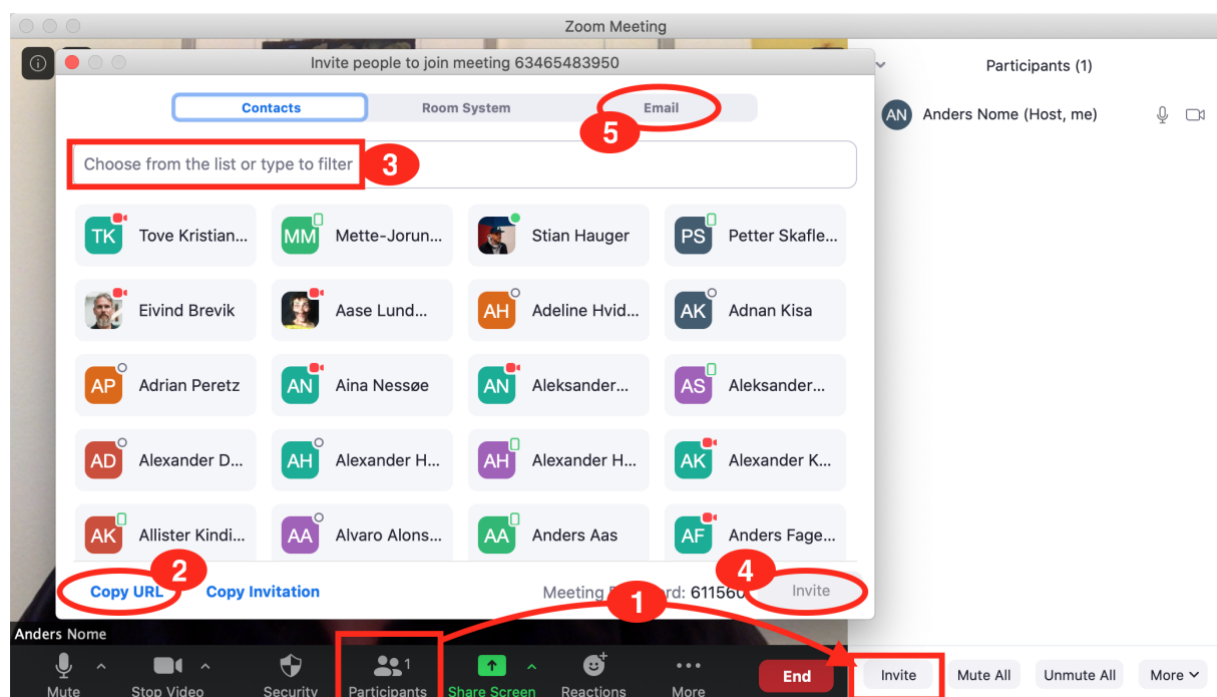 Zoom Meeting
Invite people to join meeting 63465483950
Participants (1)
Contacts
Room System
Email
5
AN
Anders Nome (Host, me)
Choose from the list or type to filter
3
TK
Tove Kristian...
MM
Mette-Jorun...
Stian Hauger
PS
Petter Skafle...
Eivind Brevik
Aase Lund...
AH
Adeline Hvid...
AK
Adnan Kisa
AP
Adrian Peretz
AN
Aina Nessøe
AN
Aleksander...
AS
Aleksander...
AD
Alexander D...
AH
Alexander H...
AH
Alexander H...
AK
Alexander K...
AK
Allister Kindi...
AA
Alvaro Alons...
AA
Anders Aas
AF
Anders Fage...
2
4
Copy URL
Copy Invitation
Meeting
1
611560
Invite
Anders Nome
Mute
Stop Video
Security
1
Participants
Share Screen
Reactions
More
End
Invite
Mute All
Unmute All
More